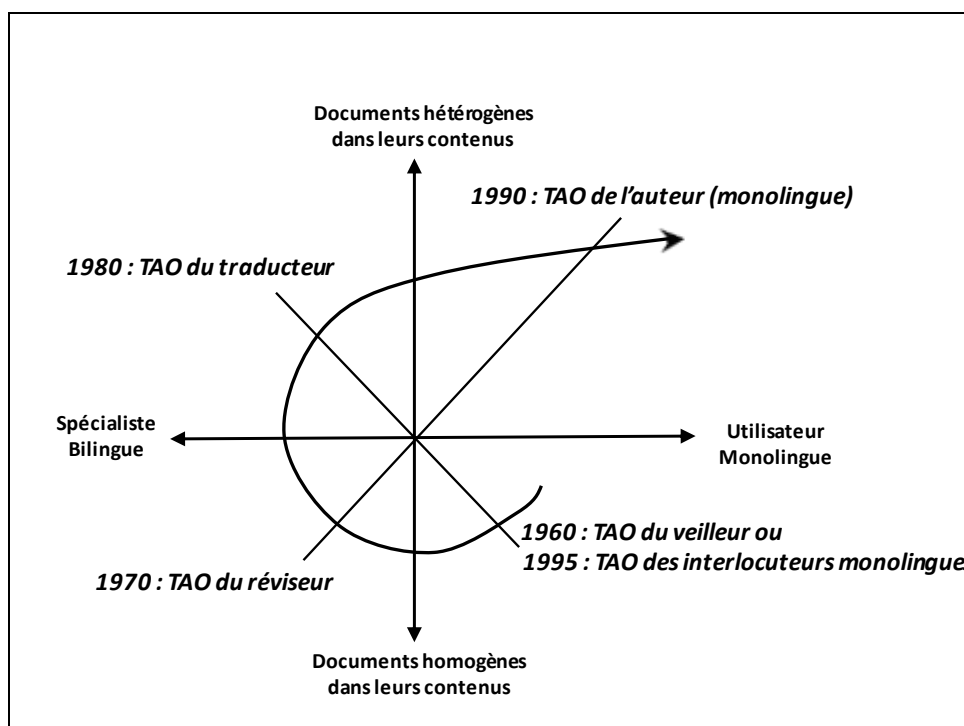 Documents hétérogènes
dans leurs contenus
1990 : TAO de l'auteur (monolingue)
1980 : TAO du traducteur
Spécialiste
Bilingue
Utilisateur
Monolingue
1960 : TAO du veilleur ou
1995 : TAO des interlocuteurs monolingue
1970 : TAO du réviseur
Documents homogènes
dans leurs contenus